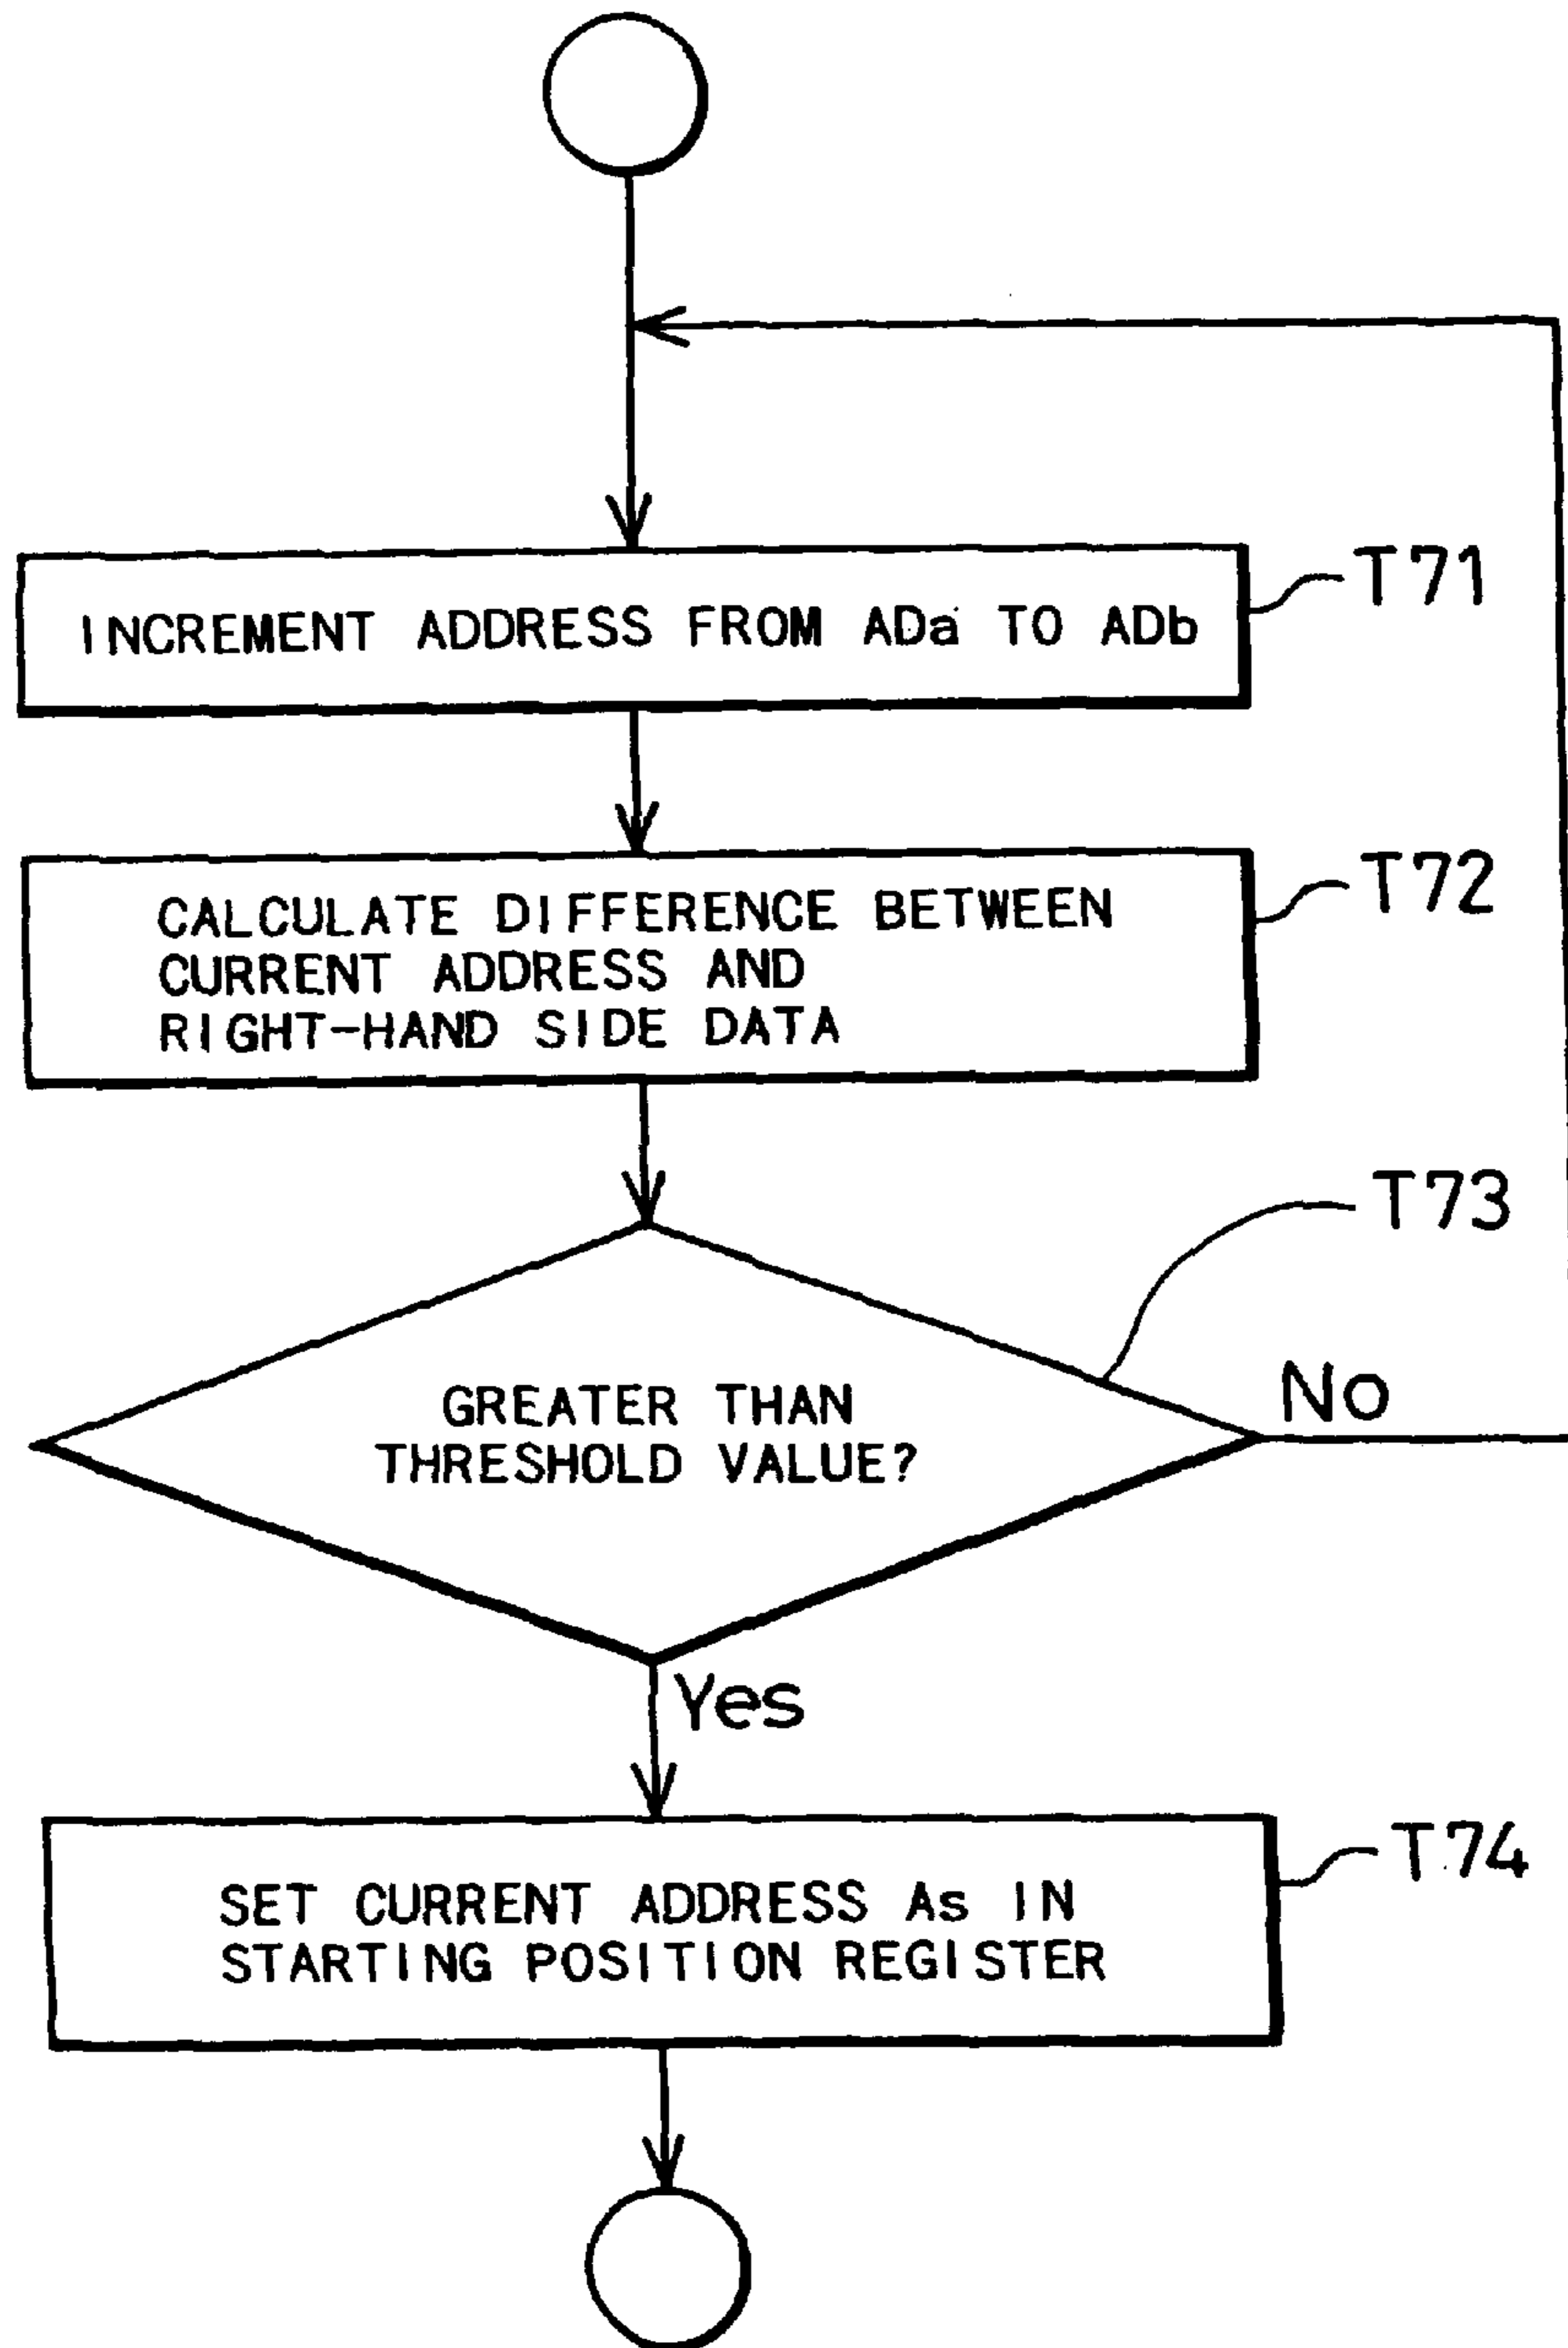 INCREMENT ADDRESS FROM ADa TO ADb
T71
CALCULATE DIFFERENCE BETWEEN
CURRENT ADDRESS AND
RIGHT-HAND SIDE DATA
T72
T73
GREATER THAN
THRESHOLD VALUE?
No
Yes
SET CURRENT ADDRESS As IN
STARTING POSITION REGISTER
T74